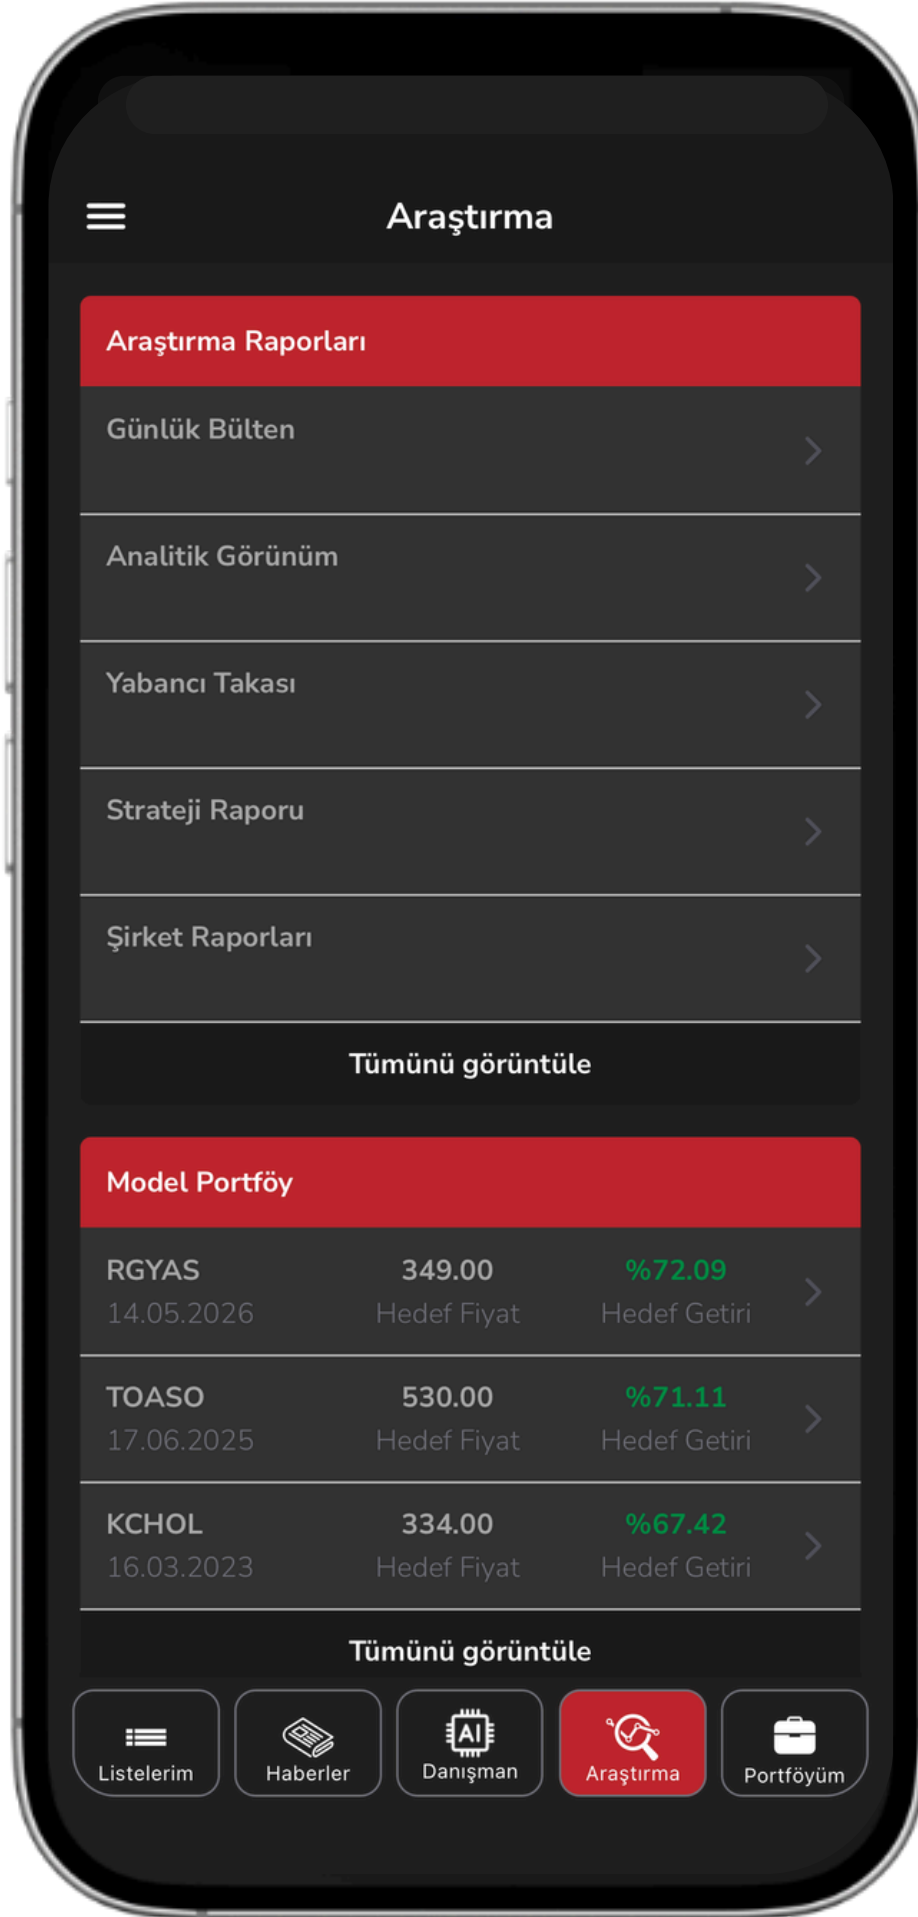 Araştırma
Araştırma Raporları
Günlük Bülten
Analitik Görünüm
Yabancı Takası
Strateji Raporu
Şirket Raporları
Tümünü görüntüle
Model Portföy
RGYAS 349.00 %72.09
14.05.2026 Hedef Fiyat Hedef Getiri
TOASO 530.00 %71.11
17.06.2025 Hedef Fiyat Hedef Getiri
KCHOL 334.00 %67.42
16.03.2023 Hedef Fiyat Hedef Getiri
Tümünü görüntüle
AI
Listelerim Haberler Danışman Araştırma Portföyüm